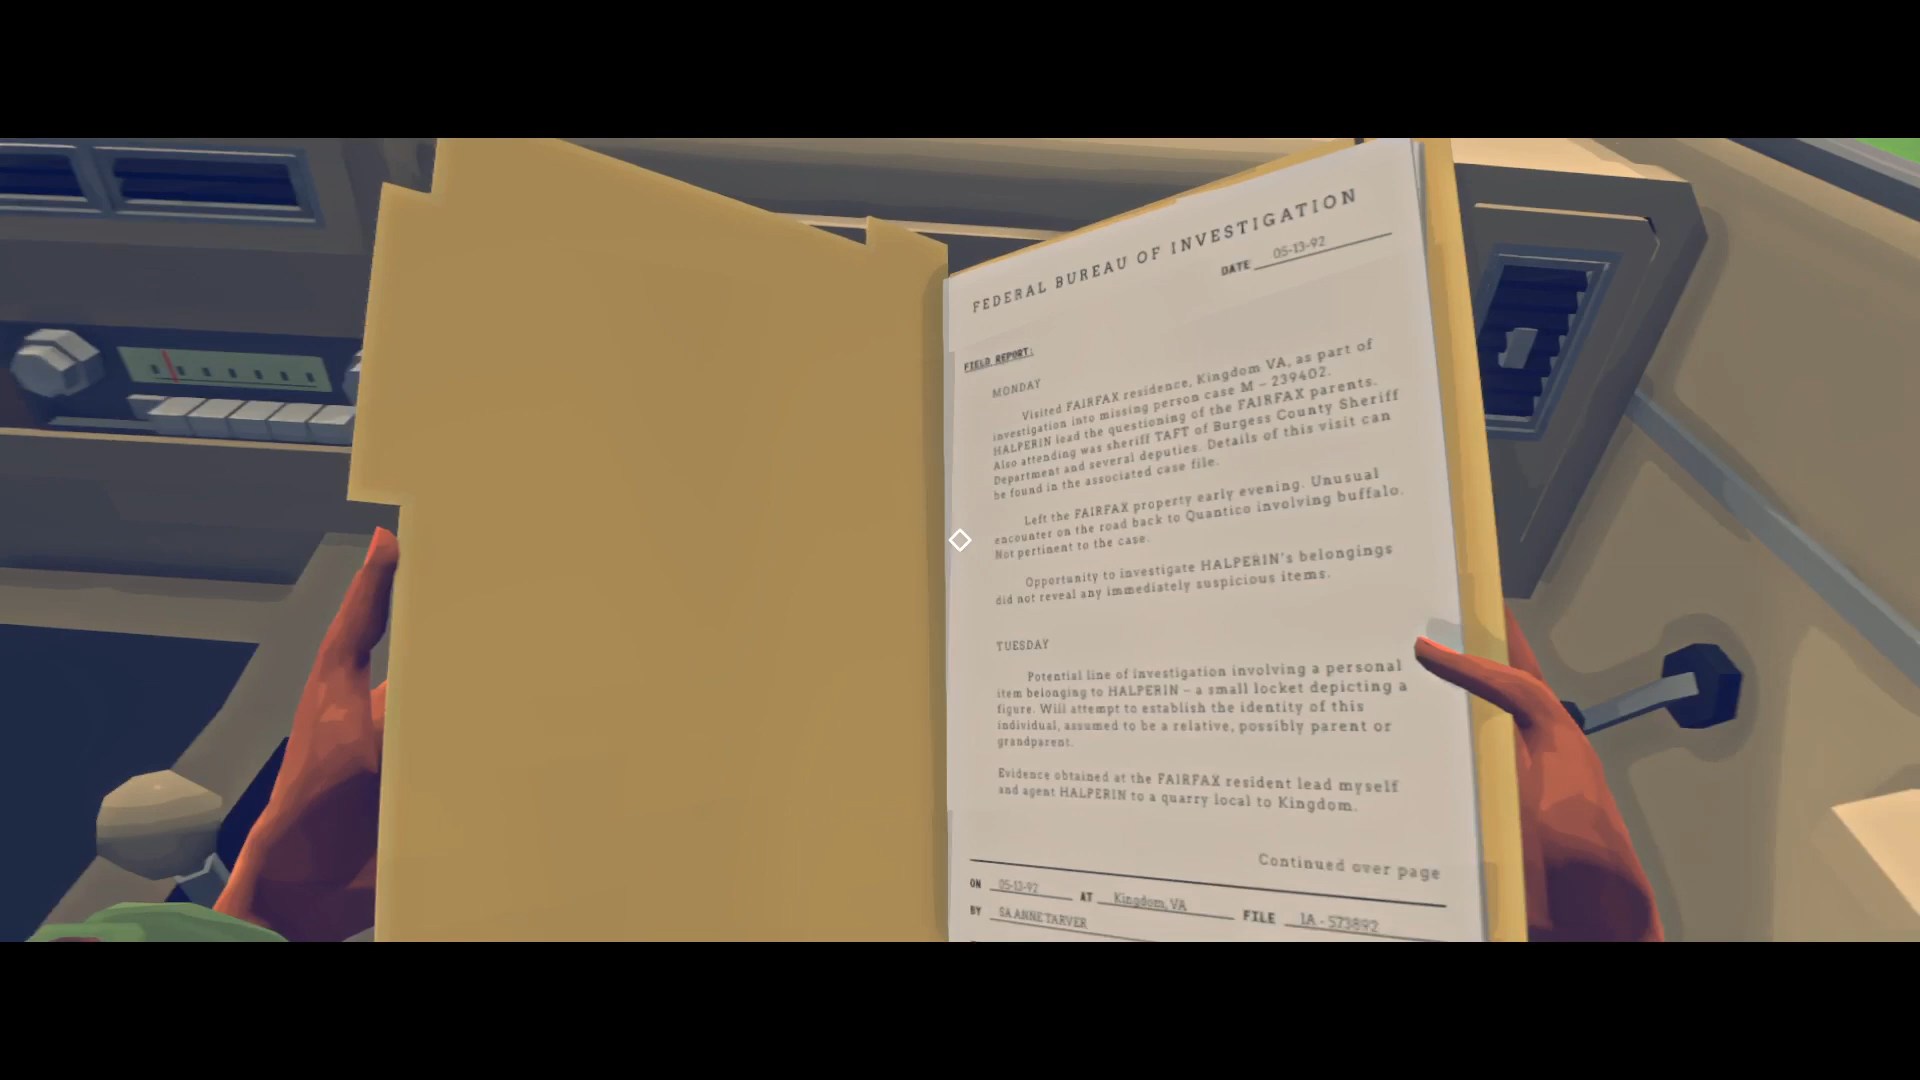 FEDERAL BUREAU OF INVESTIGATION
DATE 05-13-92
FIELD REPORT:
MONDAY
Visited FAIRFAX residence, Kingdom VA, as part of
investigation into missing person case M – 239402.
HALPERIN lead the questioning of the FAIRFAX parents.
Also attending was sheriff TAFT of Burgess County Sheriff
Department and several deputies. Details of this visit can
be found in the associated case file.
Left the FAIRFAX property early evening. Unusual
encounter on the road back to Quantico involving buffalo.
Not pertinent to the case.
Opportunity to investigate HALPERIN's belongings
did not reveal any immediately suspicious items.
TUESDAY
Potential line of investigation involving a personal
item belonging to HALPERIN – a small locket depicting a
figure. Will attempt to establish the identity of this
individual, assumed to be a relative, possibly parent or
grandparent.
Evidence obtained at the FAIRFAX resident lead myself
and agent HALPERIN to a quarry local to Kingdom.
Continued over page
ON 05-13-92 AT Kingdom, VA FILE 1A - 573892
BY SA ANNE TARVER